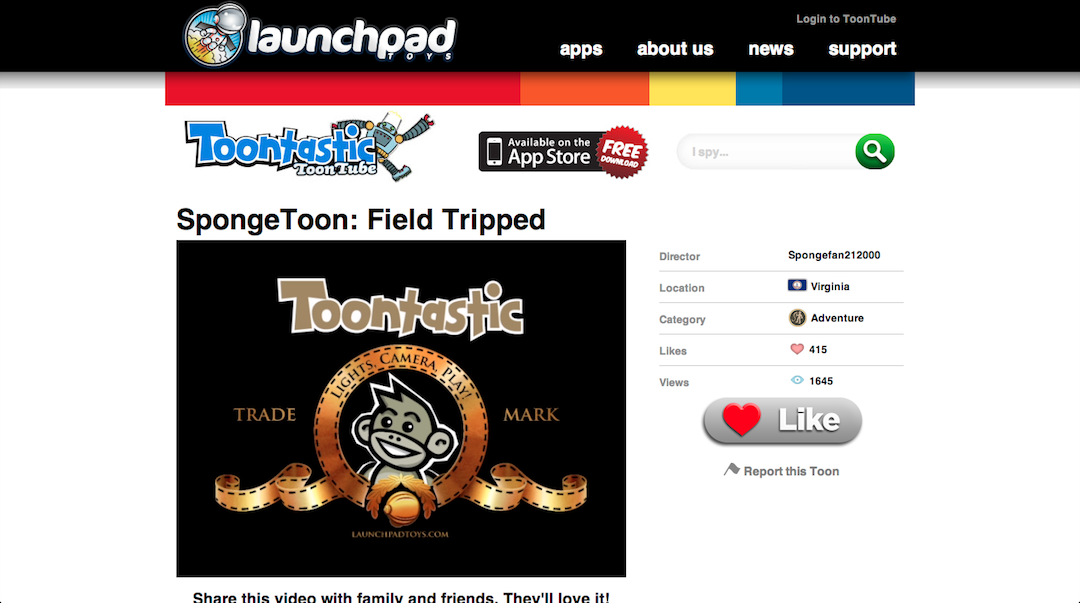 launchpad
TOYS
Login to ToonTube
apps about us news support
Toontastic
ToonTube
Available on the
App Store
FREE
DOWNLOAD
I spy...
SpongeToon: Field Tripped
Toontastic
LIGHTS, CAMERA, PLAY!
TRADE MARK
LAUNCHPADTOYS.COM
Director Spongefan212000
Location Virginia
Category Adventure
Likes 415
Views 1645
Like
Report this Toon
Share this video with family and friends. They'll love it!